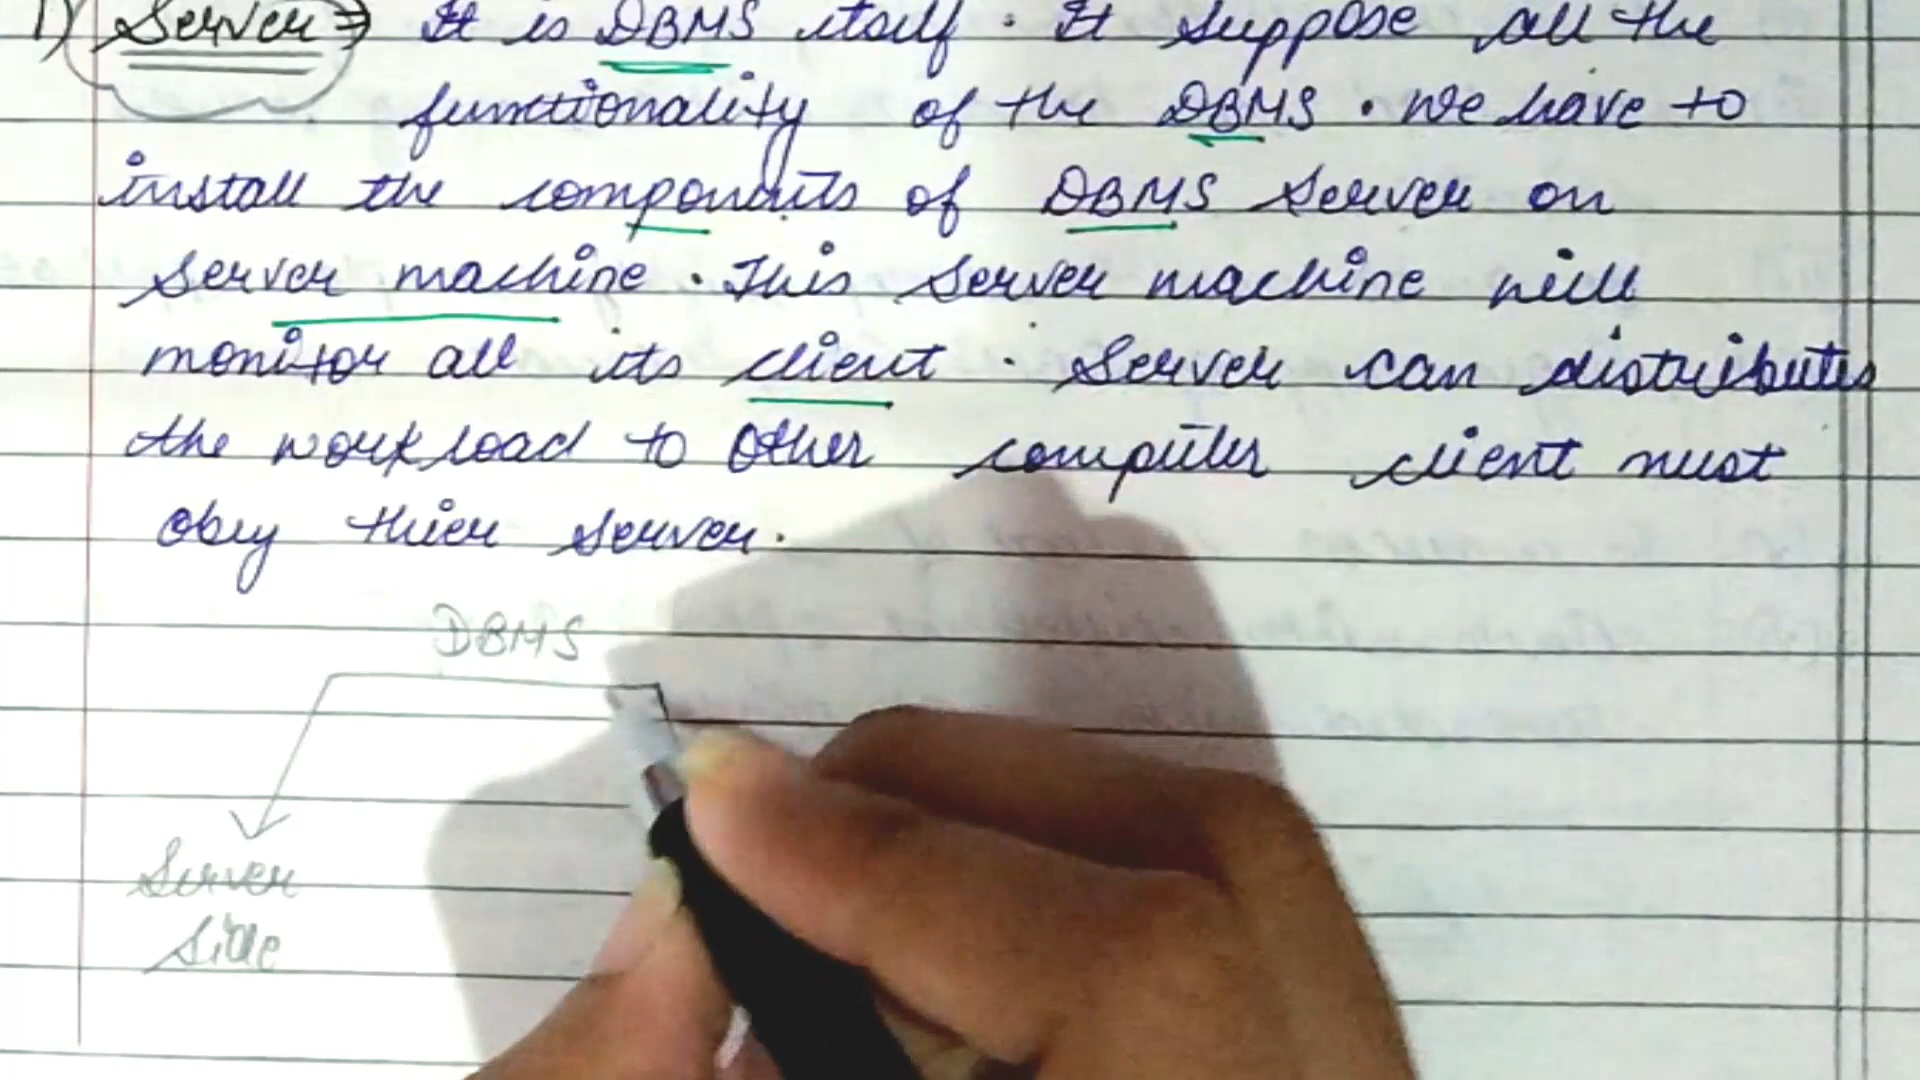 1) Server ⇒ It is DBMS itself. It suppose all the
functionality of the DBMS. We have to
install the components of DBMS Server on
server machine. This server machine will
monitor all its client. Server can distributes
the workload to other computer client must
obey thier server.
DBMS
Server
Side